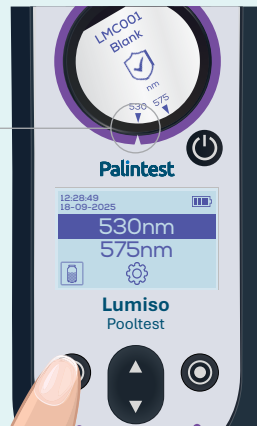 LMC001
Blank
nm
530 575
Palintest
12:28:49
18-09-2025
530nm
575nm
Lumiso
Pooltest